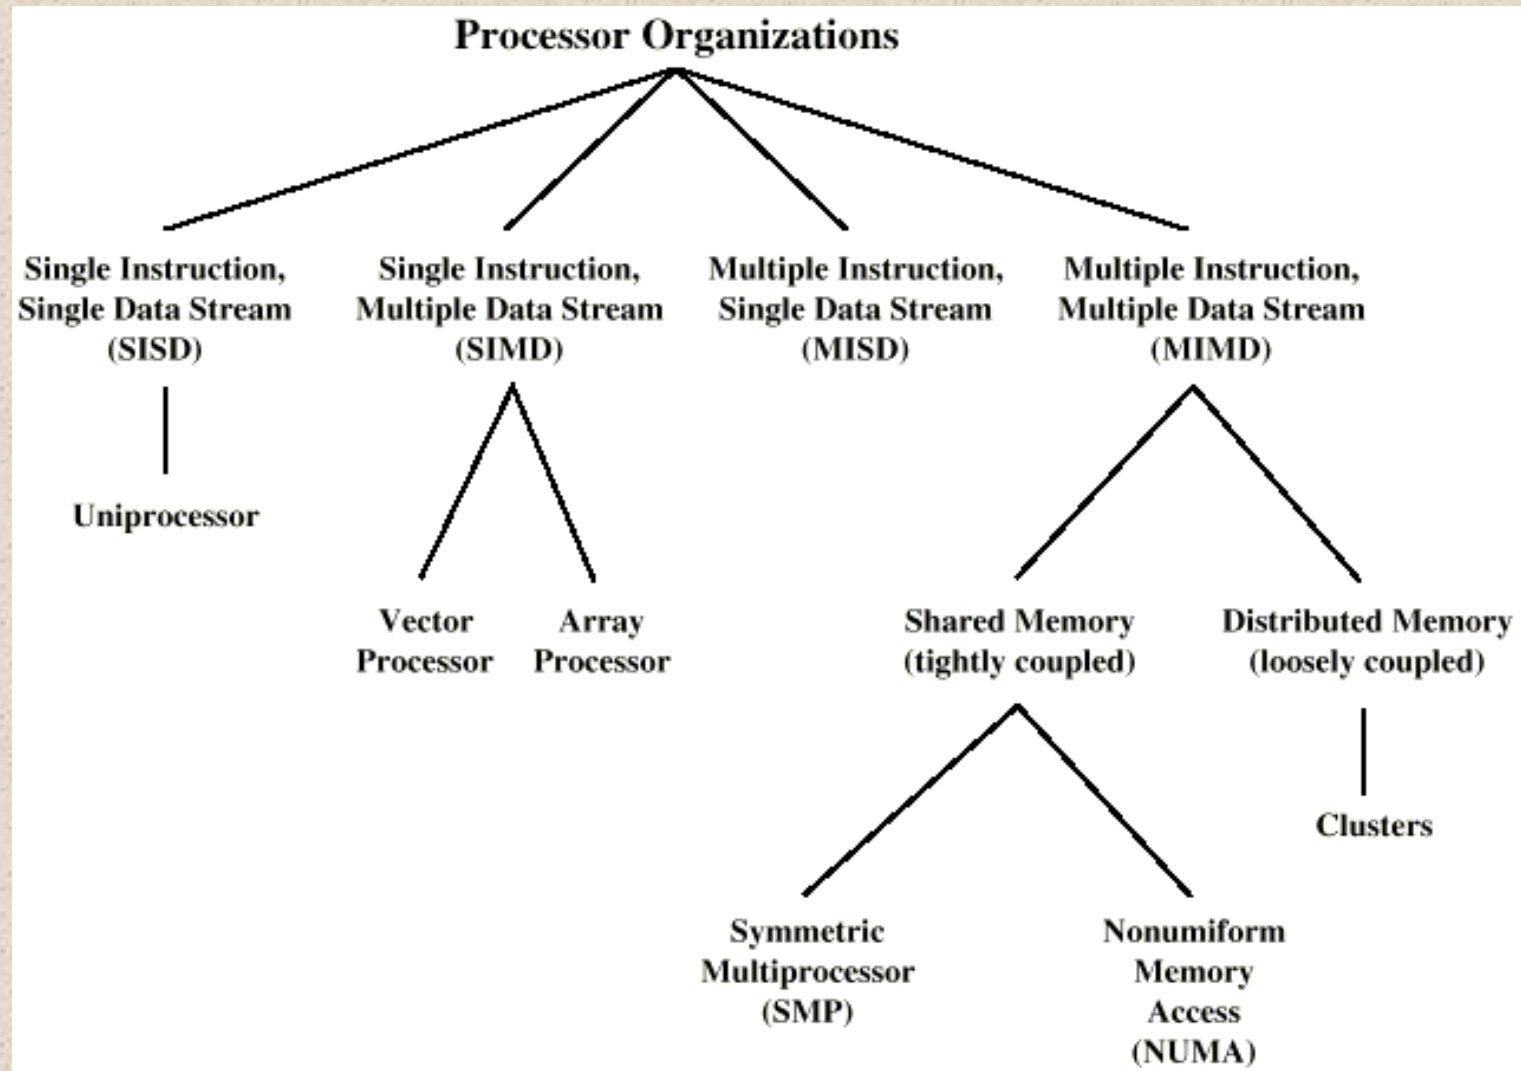 Processor Organizations
Single Instruction,
Single Data Stream
(SISD)
Single Instruction,
Multiple Data Stream
(SIMD)
Multiple Instruction,
Single Data Stream
(MISD)
Multiple Instruction,
Multiple Data Stream
(MIMD)
Uniprocessor
Vector
Processor
Array
Processor
Shared Memory
(tightly coupled)
Distributed Memory
(loosely coupled)
Clusters
Symmetric
Multiprocessor
(SMP)
Nonumiform
Memory
Access
(NUMA)